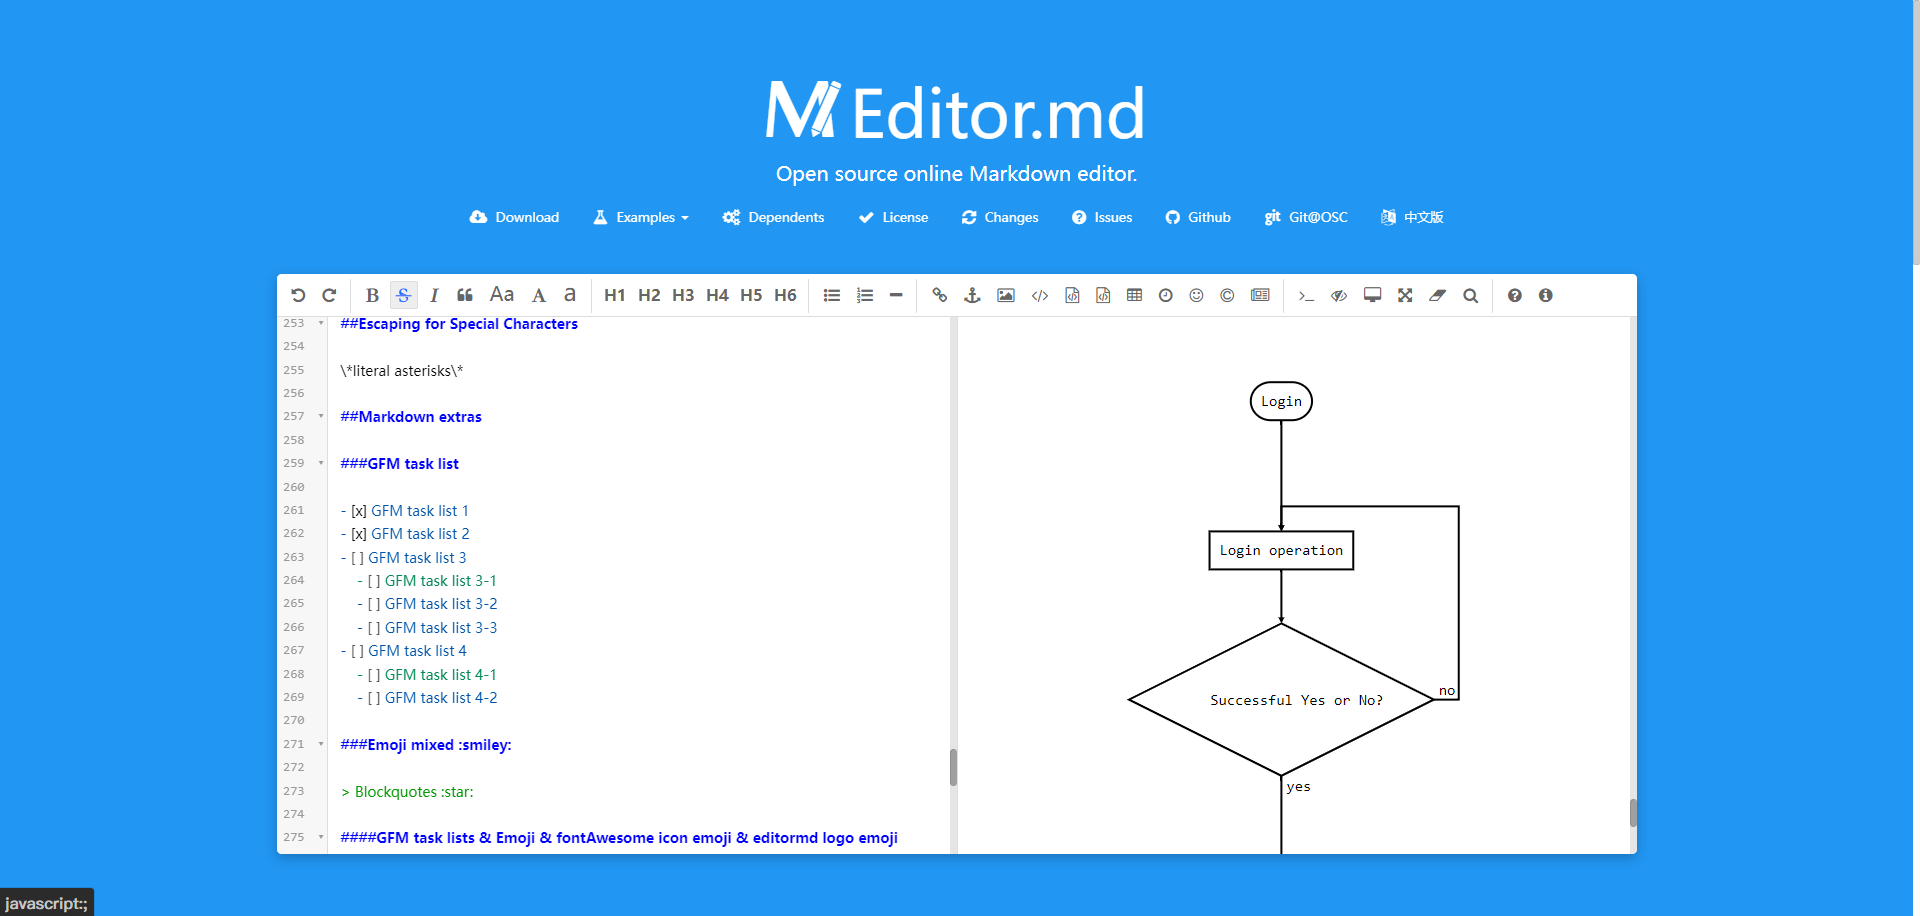 Editor.md
Open source online Markdown editor.
Download Examples Dependents License Changes Issues Github git Git@OSC 中文版
B S I Aa A a H1 H2 H3 H4 H5 H6
253 ##Escaping for Special Characters
254
255 \*literal asterisks\*
256
257 ##Markdown extras
258
259 ###GFM task list
260
261 - [x] GFM task list 1
262 - [x] GFM task list 2
263 - [ ] GFM task list 3
264 - [ ] GFM task list 3-1
265 - [ ] GFM task list 3-2
266 - [ ] GFM task list 3-3
267 - [ ] GFM task list 4
268 - [ ] GFM task list 4-1
269 - [ ] GFM task list 4-2
270
271 ###Emoji mixed :smiley:
272
273 > Blockquotes :star:
274
275 ####GFM task lists & Emoji & fontAwesome icon emoji & editormd logo emoji
Login
Login operation
Successful Yes or No?
no
yes
javascript:;